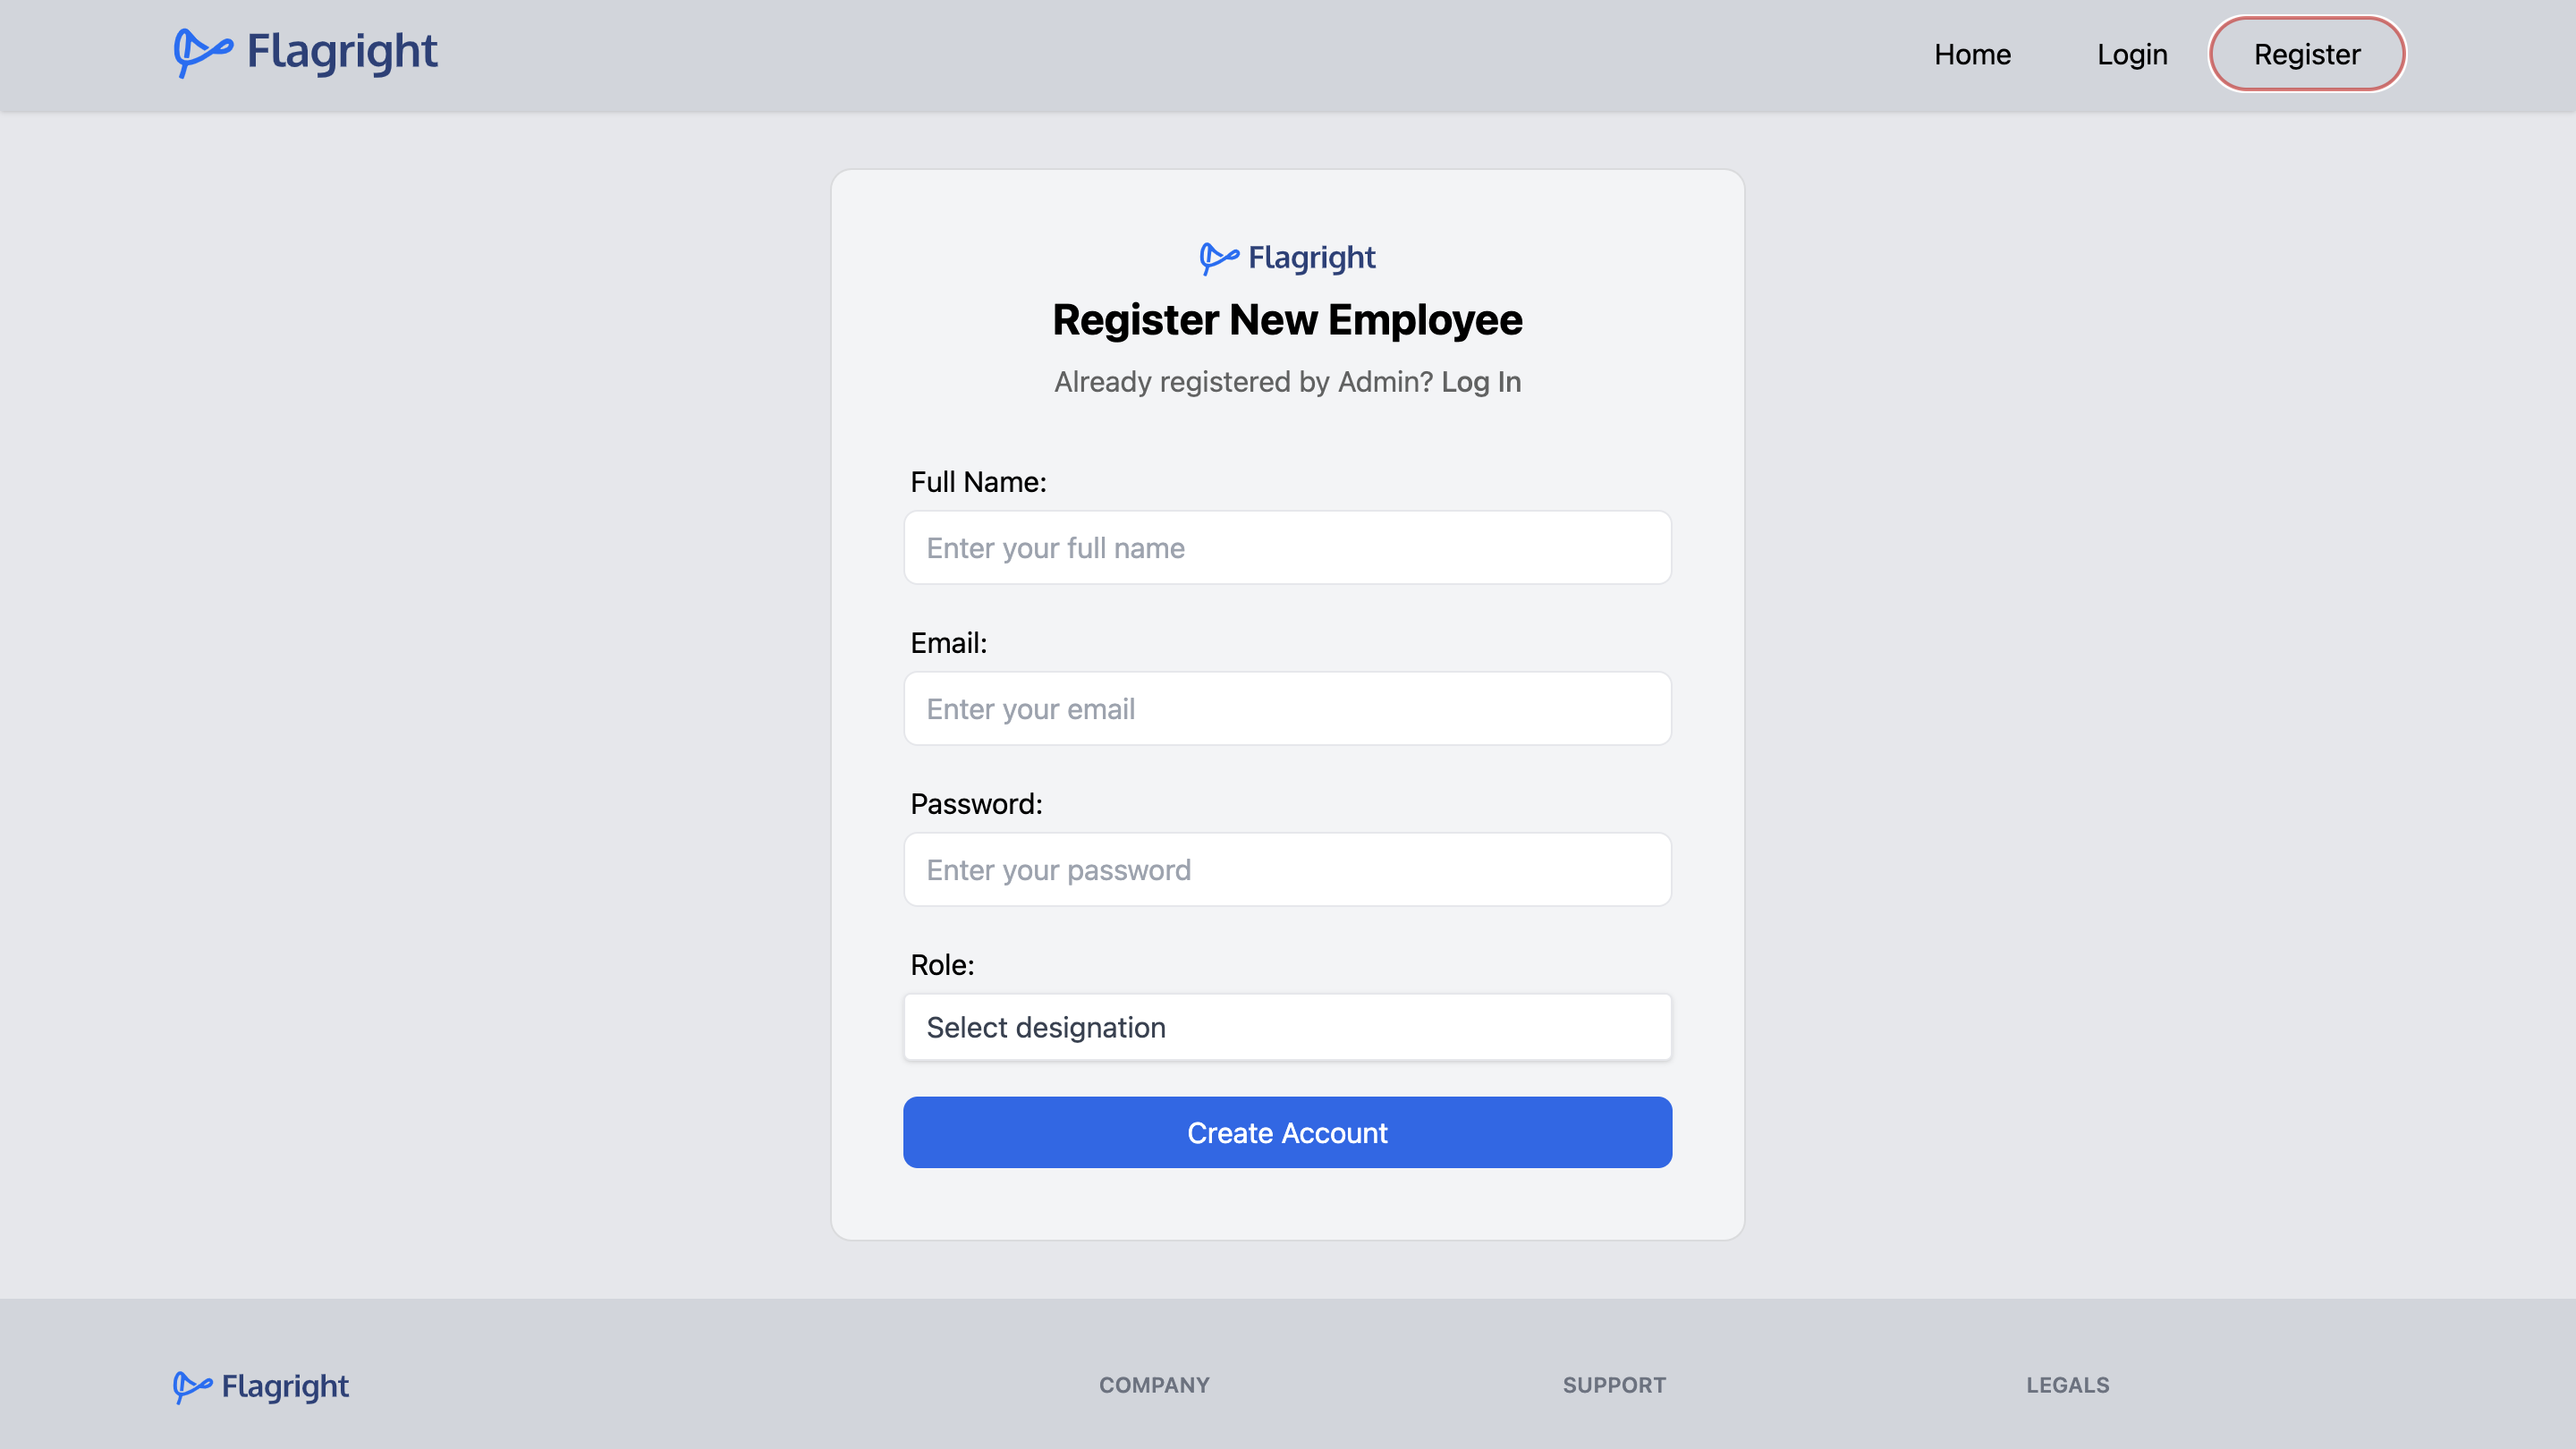 Flagright
Home Login Register
Flagright
Register New Employee
Already registered by Admin? Log In
Full Name:
Enter your full name
Email:
Enter your email
Password:
Enter your password
Role:
Select designation
Create Account
Flagright
COMPANY
SUPPORT
LEGALS